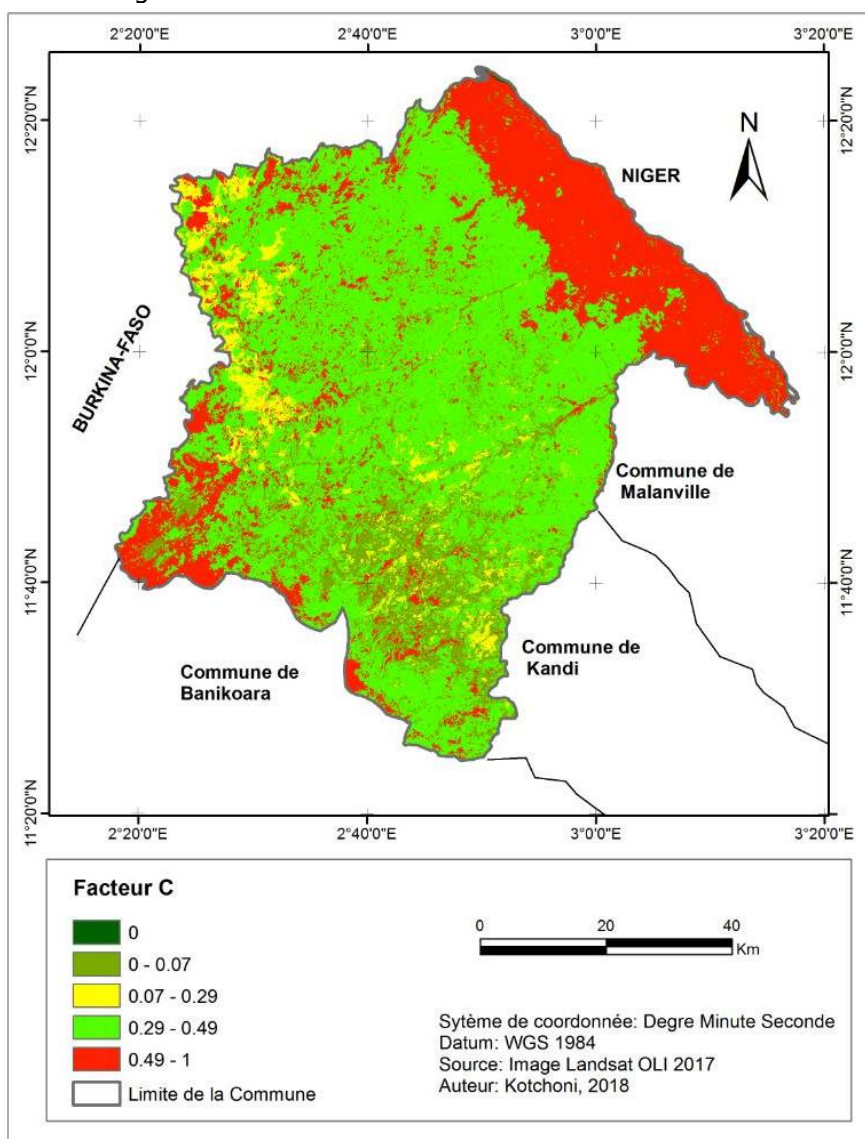 2°20'0"E 2°40'0"E 3°0'0"E 3°20'0"E
12°20'0"N 12°20'0"N
N
NIGER
BURKINA-FASO
12°0'0"N 12°0'0"N
Commune de
Malanville
11°40'0"N 11°40'0"N
Commune de
Banikoara
Commune de
Kandi
11°20'0"N 11°20'0"N
2°20'0"E 2°40'0"E 3°0'0"E 3°20'0"E
Facteur C
0
0 - 0.07
0.07 - 0.29
0.29 - 0.49
0.49 - 1
Limite de la Commune
0 20 40
Km
Sytème de coordonnée: Degre Minute Seconde
Datum: WGS 1984
Source: Image Landsat OLI 2017
Auteur: Kotchoni, 2018